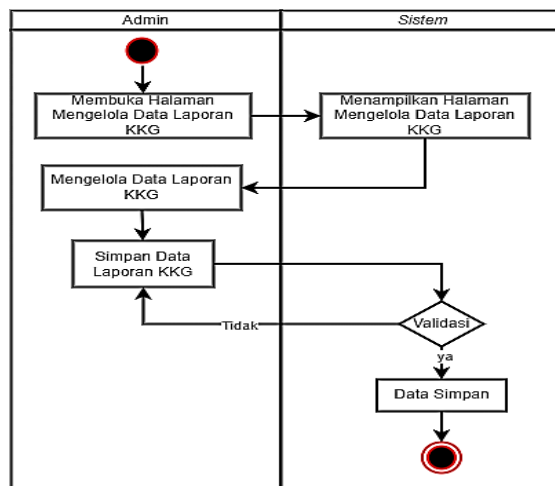 Admin
Sistem
Membuka Halaman
Mengelola Data Laporan
KKG
Menampilkan Halaman
Mengelola Data Laporan
KKG
Mengelola Data Laporan
KKG
Simpan Data
Laporan KKG
Validasi
Tidak
ya
Data Simpan